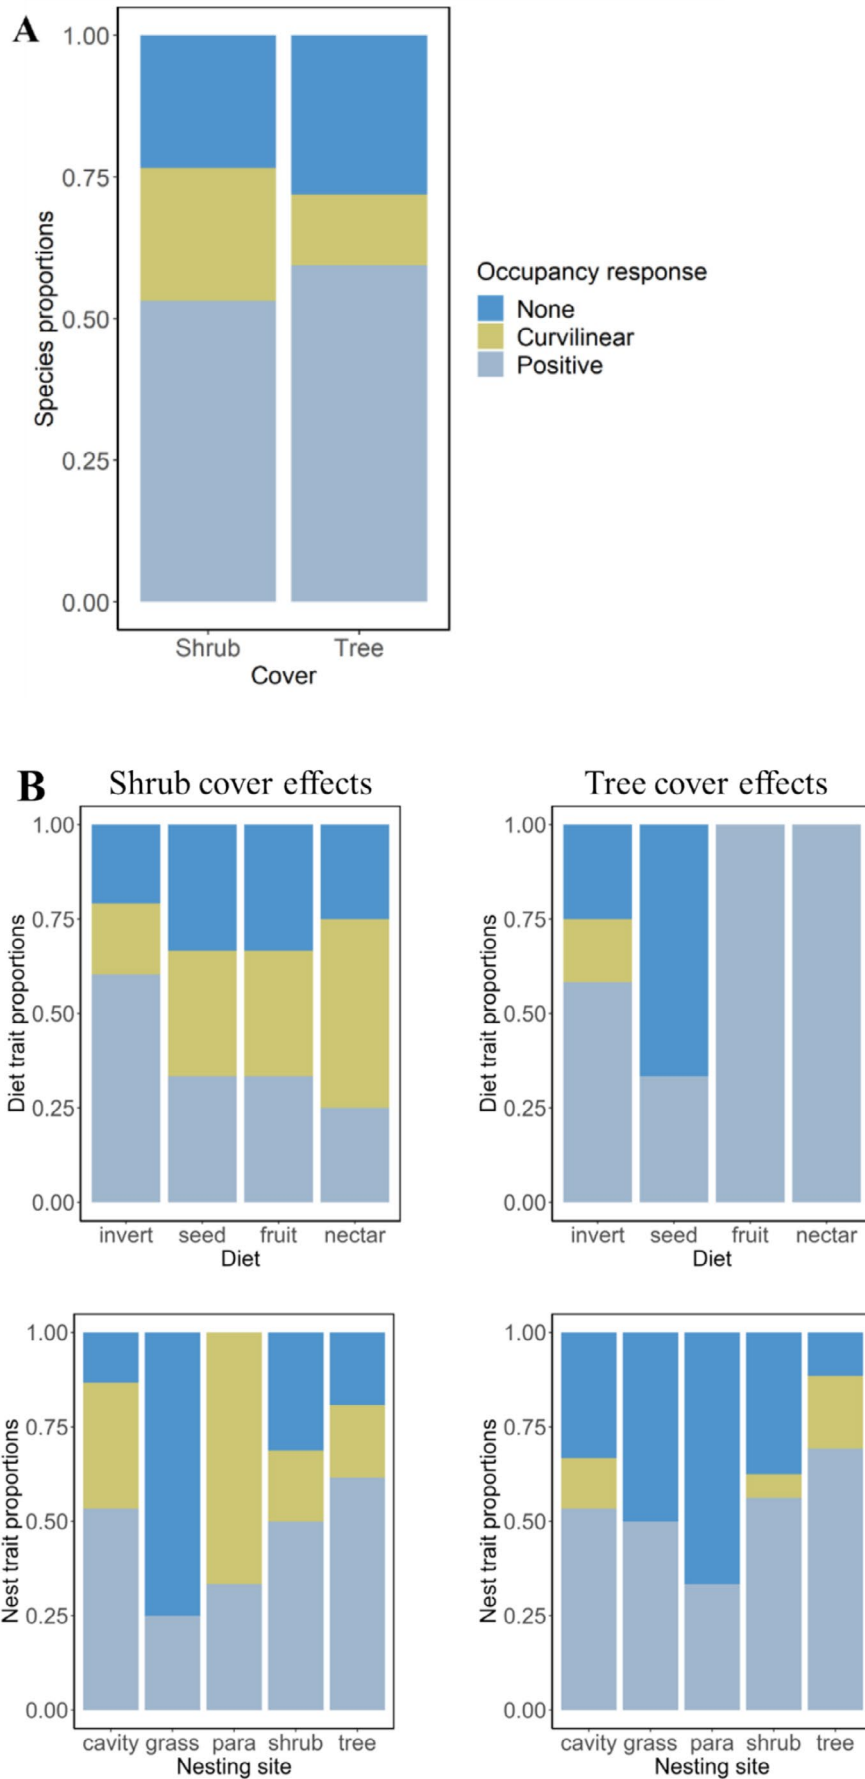 A
1.00
0.75
0.50
0.25
0.00
Species proportions
Shrub Tree
Cover
Occupancy response
None
Curvilinear
Positive
B
Shrub cover effects
1.00
0.75
0.50
0.25
0.00
Diet trait proportions
invert seed fruit nectar
Diet
Tree cover effects
1.00
0.75
0.50
0.25
0.00
Diet trait proportions
invert seed fruit nectar
Diet
1.00
0.75
0.50
0.25
0.00
Nest trait proportions
cavity grass para shrub tree
Nesting site
1.00
0.75
0.50
0.25
0.00
Nest trait proportions
cavity grass para shrub tree
Nesting site